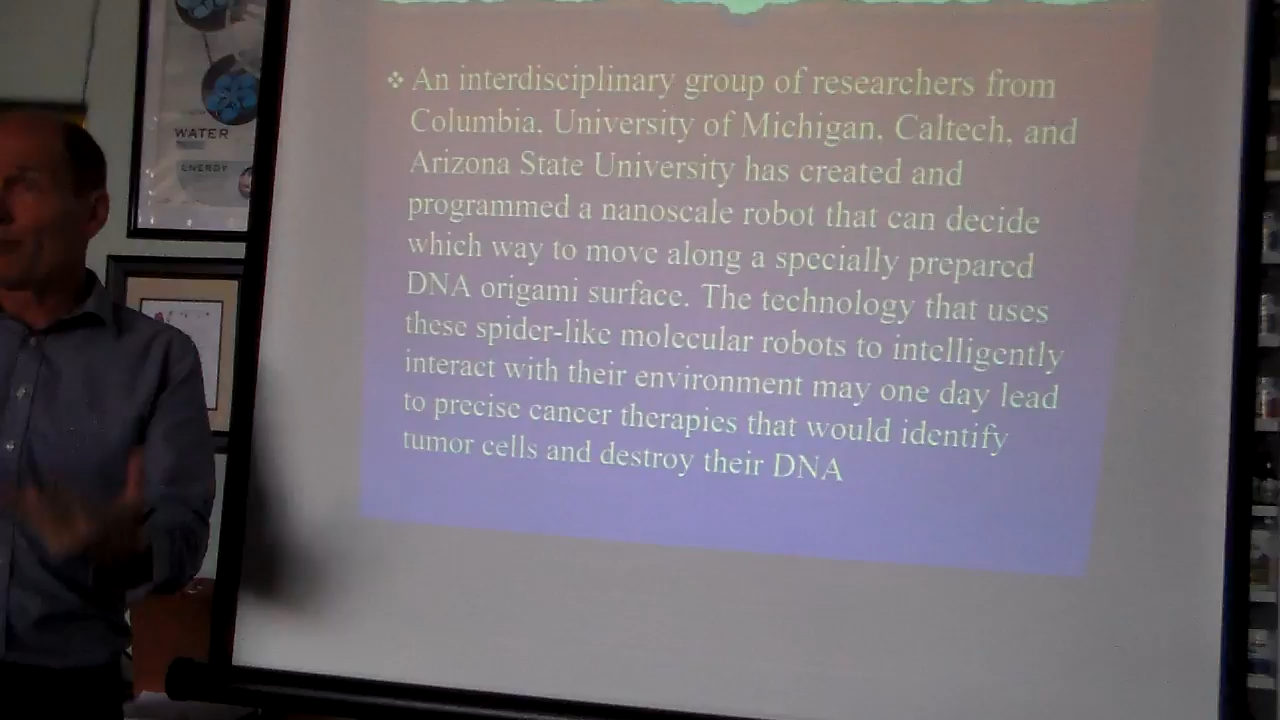 WATER
ENERGY
❖ An interdisciplinary group of researchers from
Columbia, University of Michigan, Caltech, and
Arizona State University has created and
programmed a nanoscale robot that can decide
which way to move along a specially prepared
DNA origami surface. The technology that uses
these spider-like molecular robots to intelligently
interact with their environment may one day lead
to precise cancer therapies that would identify
tumor cells and destroy their DNA